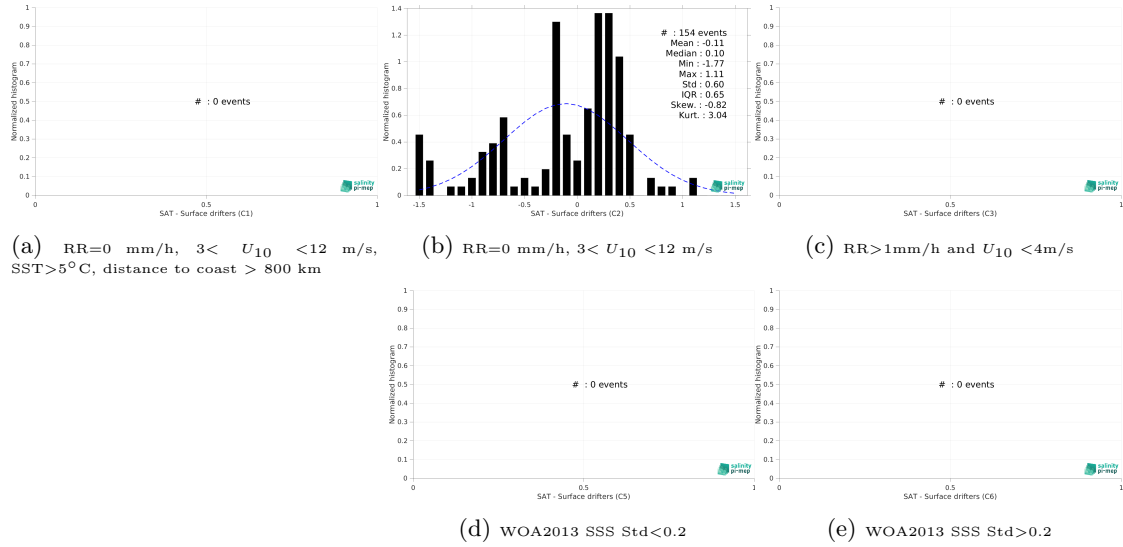 1
0.9
0.8
0.7
0.6
0.5
0.4
0.3
0.2
0.1
0
Normalized histogram
# : 0 events
0.5
1
SAT - Surface drifters (C1)
salinity
pi-mep
(a) RR=0 mm/h, 3< U10 <12 m/s,
SST>5°C, distance to coast > 800 km
1.4
1.2
1
0.8
0.6
0.4
0.2
0
Normalized histogram
# : 154 events
Mean : -0.11
Median : 0.10
Min : -1.77
Max : 1.11
Std : 0.60
IQR : 0.65
Skew. : -0.82
Kurt. : 3.04
-1.5
-1
-0.5
0
0.5
1
1.5
SAT - Surface drifters (C2)
salinity
pi-mep
(b) RR=0 mm/h, 3< U10 <12 m/s
1
0.9
0.8
0.7
0.6
0.5
0.4
0.3
0.2
0.1
0
Normalized histogram
# : 0 events
0
0.5
1
SAT - Surface drifters (C3)
salinity
pi-mep
(c) RR>1mm/h and U10 <4m/s
1
0.9
0.8
0.7
0.6
0.5
0.4
0.3
0.2
0.1
0
Normalized histogram
# : 0 events
0
0.5
1
SAT - Surface drifters (C5)
salinity
pi-mep
(d) WOA2013 SSS Std<0.2
1
0.9
0.8
0.7
0.6
0.5
0.4
0.3
0.2
0.1
0
Normalized histogram
# : 0 events
0
0.5
1
SAT - Surface drifters (C6)
salinity
pi-mep
(e) WOA2013 SSS Std>0.2